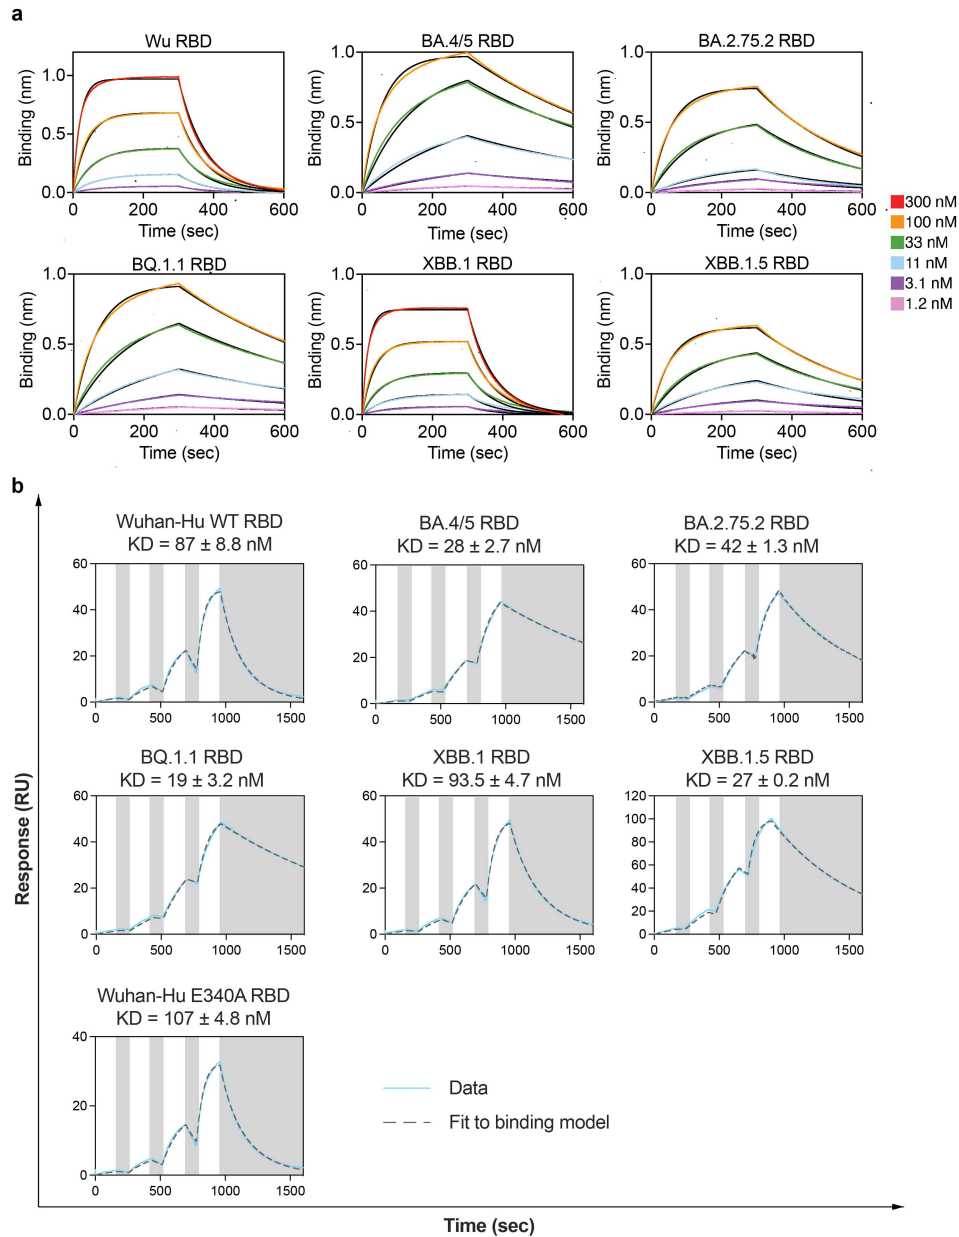 a
Wu RBD
BA.4/5 RBD
BA.2.75.2 RBD
Binding (nm)
1.0
0.5
0.0
0 200 400 600
Time (sec)
Binding (nm)
1.0
0.5
0.0
0 200 400 600
Time (sec)
Binding (nm)
1.0
0.5
0.0
0 200 400 600
Time (sec)
300 nM
100 nM
33 nM
11 nM
3.1 nM
1.2 nM
BQ.1.1 RBD
XBB.1 RBD
XBB.1.5 RBD
Binding (nm)
1.0
0.5
0.0
0 200 400 600
Time (sec)
Binding (nm)
1.0
0.5
0.0
0 200 400 600
Time (sec)
Binding (nm)
1.0
0.5
0.0
0 200 400 600
Time (sec)
b
Response (RU)
Wuhan-Hu WT RBD
KD = 87 ± 8.8 nM
60
40
20
0
0 500 1000 1500
BA.4/5 RBD
KD = 28 ± 2.7 nM
60
40
20
0
0 500 1000 1500
BA.2.75.2 RBD
KD = 42 ± 1.3 nM
60
40
20
0
0 500 1000 1500
BQ.1.1 RBD
KD = 19 ± 3.2 nM
60
40
20
0
0 500 1000 1500
XBB.1 RBD
KD = 93.5 ± 4.7 nM
60
40
20
0
0 500 1000 1500
XBB.1.5 RBD
KD = 27 ± 0.2 nM
120
100
80
60
40
20
0
0 500 1000 1500
Wuhan-Hu E340A RBD
KD = 107 ± 4.8 nM
40
20
0
0 500 1000 1500
Data
Fit to binding model
Time (sec)